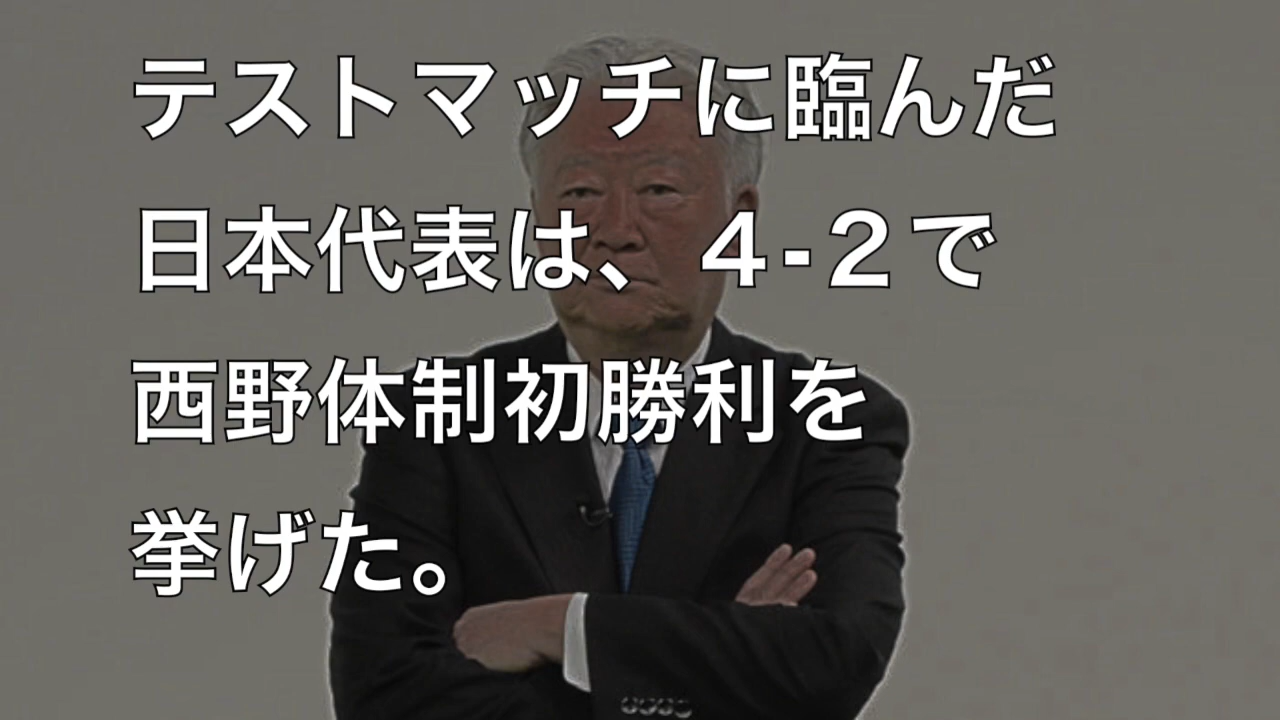 テストマッチに臨んだ
日本代表は、４-２で
西野体制初勝利を
挙げた。